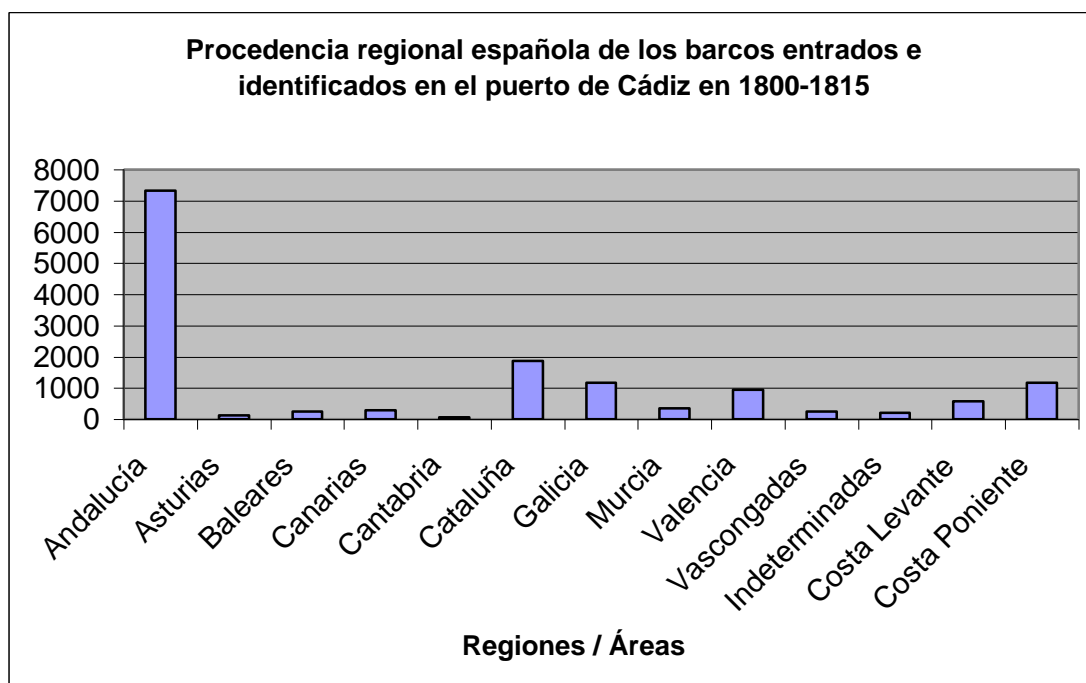 Procedencia regional española de los barcos entrados e
identificados en el puerto de Cádiz en 1800-1815
8000
7000
6000
5000
4000
3000
2000
1000
0
Andalucía
Asturias
Baleares
Canarias
Cantabria
Cataluña
Galicia
Murcia
Valencia
Vascongadas
Indeterminadas
Costa Levante
Costa Poniente
Regiones / Áreas